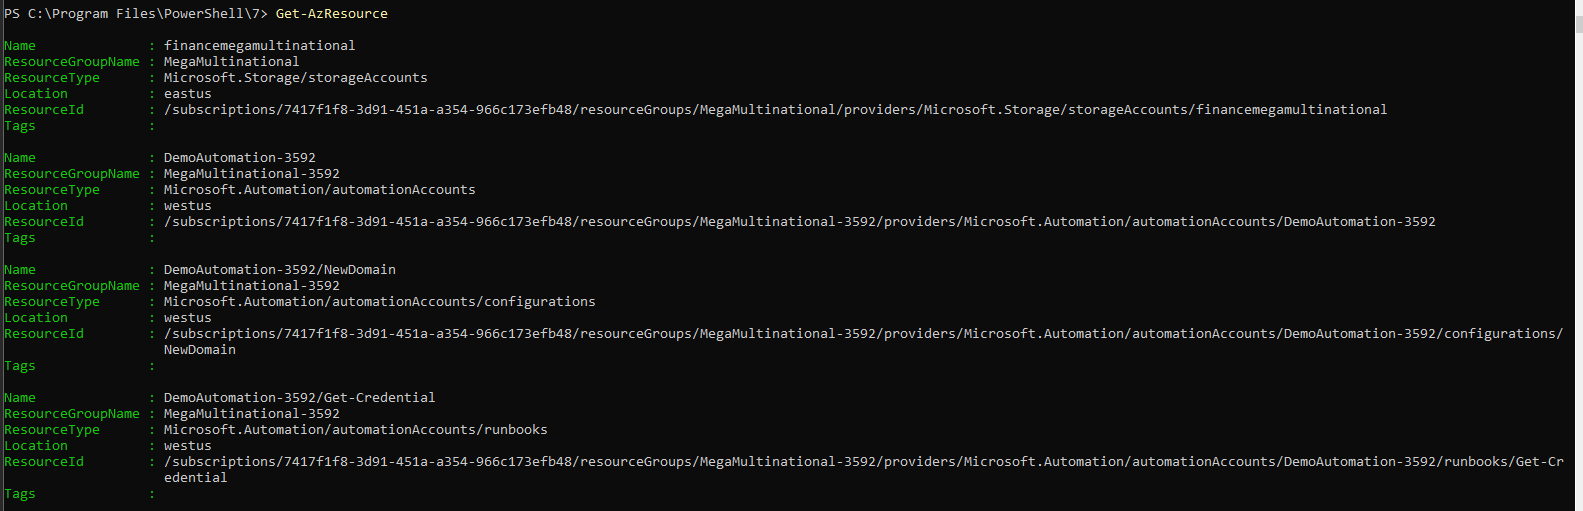 PS C:\Program Files\PowerShell\7> Get-AzResource
Name              : financemegamultinational
ResourceGroupName : MegaMultinational
ResourceType      : Microsoft.Storage/storageAccounts
Location          : eastus
ResourceId        : /subscriptions/7417f1f8-3d91-451a-a354-966c173efb48/resourceGroups/MegaMultinational/providers/Microsoft.Storage/storageAccounts/financemegamultinational
Tags              :
Name              : DemoAutomation-3592
ResourceGroupName : MegaMultinational-3592
ResourceType      : Microsoft.Automation/automationAccounts
Location          : westus
ResourceId        : /subscriptions/7417f1f8-3d91-451a-a354-966c173efb48/resourceGroups/MegaMultinational-3592/providers/Microsoft.Automation/automationAccounts/DemoAutomation-3592
Tags              :
Name              : DemoAutomation-3592/NewDomain
ResourceGroupName : MegaMultinational-3592
ResourceType      : Microsoft.Automation/automationAccounts/configurations
Location          : westus
ResourceId        : /subscriptions/7417f1f8-3d91-451a-a354-966c173efb48/resourceGroups/MegaMultinational-3592/providers/Microsoft.Automation/automationAccounts/DemoAutomation-3592/configurations/
                    NewDomain
Tags              :
Name              : DemoAutomation-3592/Get-Credential
ResourceGroupName : MegaMultinational-3592
ResourceType      : Microsoft.Automation/automationAccounts/runbooks
Location          : westus
ResourceId        : /subscriptions/7417f1f8-3d91-451a-a354-966c173efb48/resourceGroups/MegaMultinational-3592/providers/Microsoft.Automation/automationAccounts/DemoAutomation-3592/runbooks/Get-Cr
                    edential
Tags              :